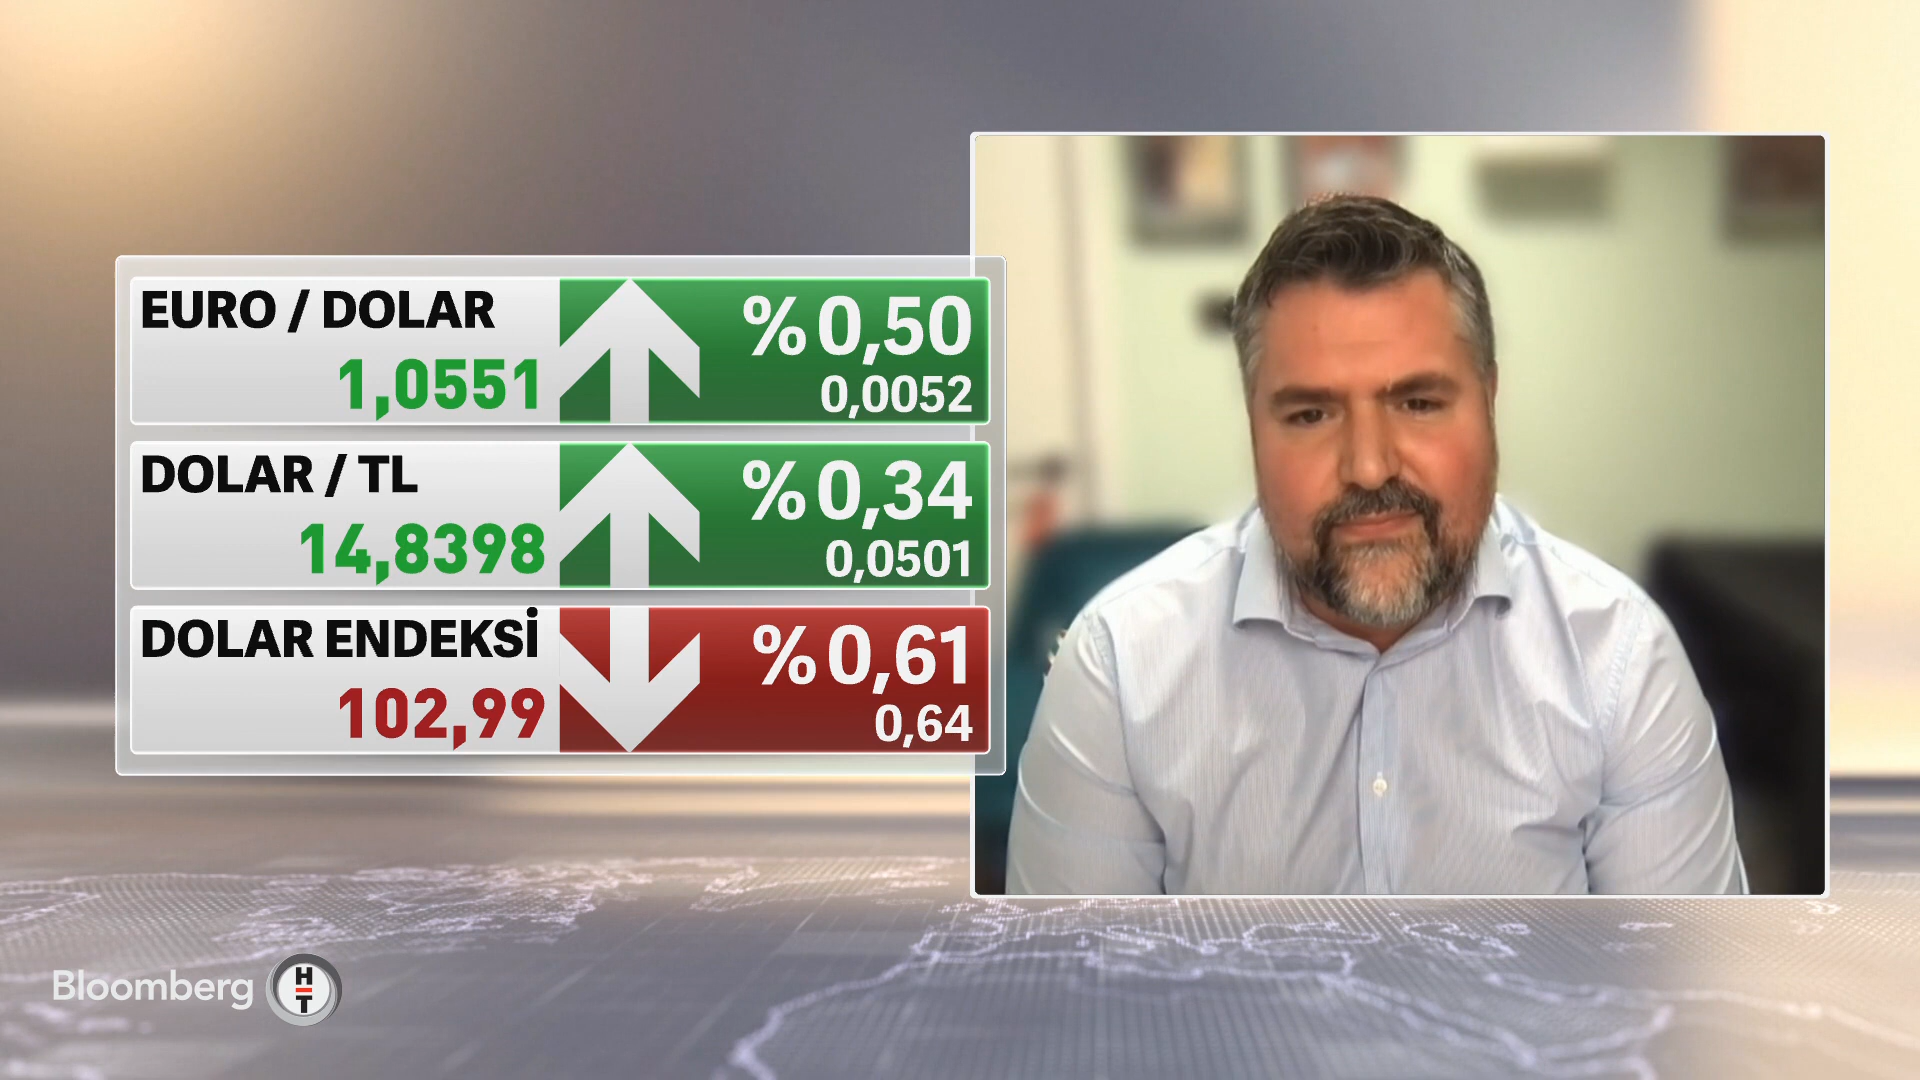 EURO / DOLAR
1,0551
%0,50
0,0052
DOLAR / TL
14,8398
%0,34
0,0501
DOLAR ENDEKSİ
102,99
%0,61
0,64
Bloomberg HT